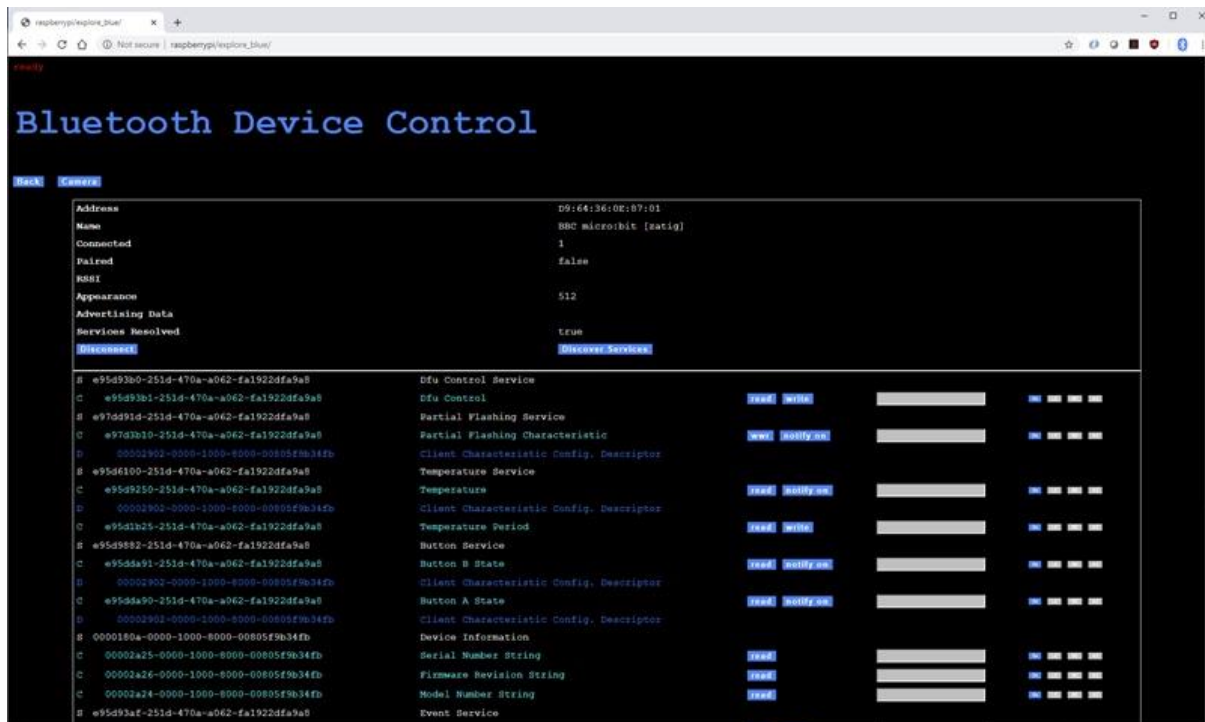 raspberrypi/explore_blue/
Not secure | raspberrypi/explore_blue/
ready
Bluetooth Device Control
Back Camera
Address D9:64:36:0E:87:01
Name BBC micro:bit [zatig]
Connected 1
Paired false
RSSI
Appearance 512
Advertising Data
Services Resolved true
Disconnect Discover Services
S e95d93b0-251d-470a-a062-fa1922dfa9a8 Dfu Control Service
C e95d93b1-251d-470a-a062-fa1922dfa9a8 Dfu Control read write
S e97dd91d-251d-470a-a062-fa1922dfa9a8 Partial Flashing Service
C e97d3b10-251d-470a-a062-fa1922dfa9a8 Partial Flashing Characteristic wwr notify on
D 00002902-0000-1000-8000-00805f9b34fb Client Characteristic Config. Descriptor
S e95d6100-251d-470a-a062-fa1922dfa9a8 Temperature Service
C e95d9250-251d-470a-a062-fa1922dfa9a8 Temperature read notify on
D 00002902-0000-1000-8000-00805f9b34fb Client Characteristic Config. Descriptor
C e95d1b25-251d-470a-a062-fa1922dfa9a8 Temperature Period read write
S e95d9882-251d-470a-a062-fa1922dfa9a8 Button Service
C e95dda91-251d-470a-a062-fa1922dfa9a8 Button B State read notify on
D 00002902-0000-1000-8000-00805f9b34fb Client Characteristic Config. Descriptor
C e95dda90-251d-470a-a062-fa1922dfa9a8 Button A State read notify on
D 00002902-0000-1000-8000-00805f9b34fb Client Characteristic Config. Descriptor
S 0000180a-0000-1000-8000-00805f9b34fb Device Information
C 00002a25-0000-1000-8000-00805f9b34fb Serial Number String read
C 00002a26-0000-1000-8000-00805f9b34fb Firmware Revision String read
C 00002a24-0000-1000-8000-00805f9b34fb Model Number String read
S e95d93af-251d-470a-a062-fa1922dfa9a8 Event Service